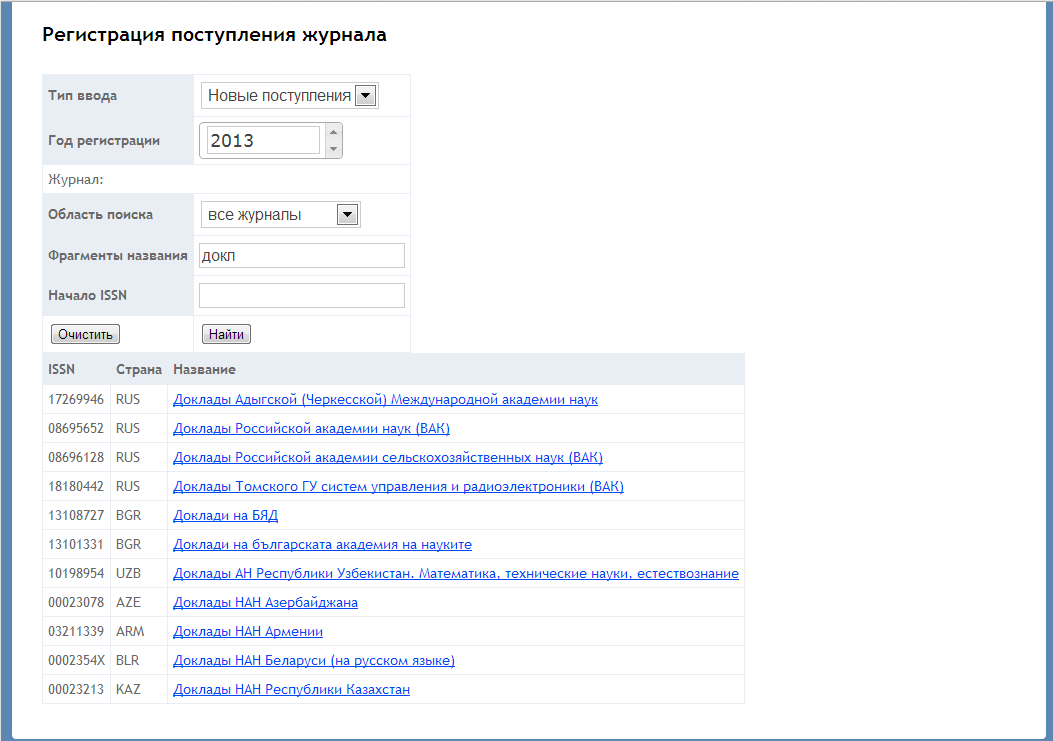 Регистрация поступления журнала
Тип ввода Новые поступления
Год регистрации 2013
Журнал:
Область поиска все журналы
Фрагменты названия докл
Начало ISSN
Очистить Найти
ISSN Страна Название
17269946 RUS Доклады Адыгской (Черкесской) Международной академии наук
08695652 RUS Доклады Российской академии наук (ВАК)
08696128 RUS Доклады Российской академии сельскохозяйственных наук (ВАК)
18180442 RUS Доклады Томского ГУ систем управления и радиоэлектроники (ВАК)
13108727 BGR Доклади на БЯД
13101331 BGR Доклади на българската академия на науките
10198954 UZB Доклады АН Республики Узбекистан. Математика, технические науки, естествознание
00023078 AZE Доклады НАН Азербайджана
03211339 ARM Доклады НАН Армении
0002354X BLR Доклады НАН Беларуси (на русском языке)
00023213 KAZ Доклады НАН Республики Казахстан